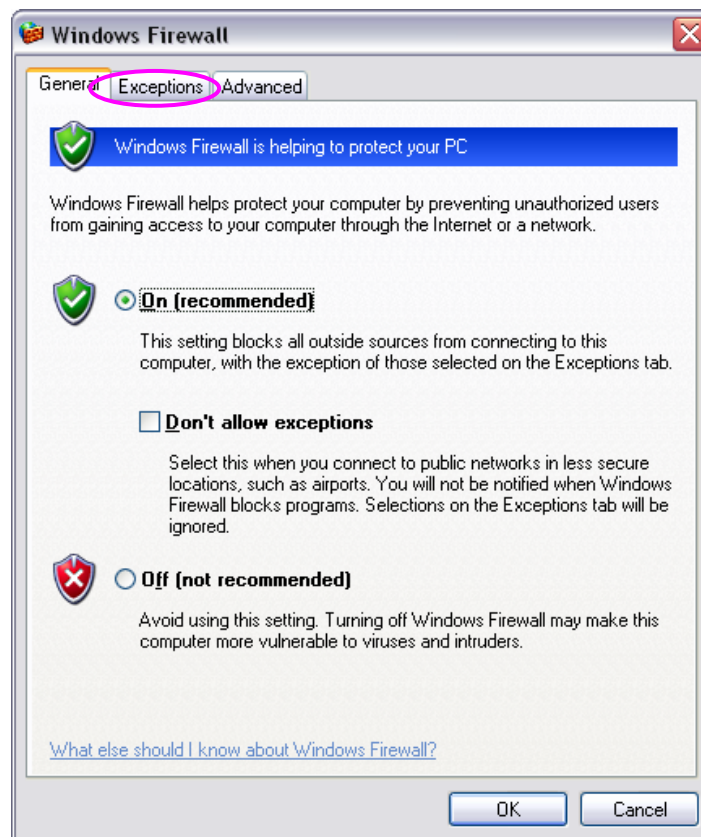 Windows Firewall
General Exceptions Advanced
Windows Firewall is helping to protect your PC
Windows Firewall helps protect your computer by preventing unauthorized users
from gaining access to your computer through the Internet or a network.
On (recommended)
This setting blocks all outside sources from connecting to this
computer, with the exception of those selected on the Exceptions tab.
Don't allow exceptions
Select this when you connect to public networks in less secure
locations, such as airports. You will not be notified when Windows
Firewall blocks programs. Selections on the Exceptions tab will be
ignored.
Off (not recommended)
Avoid using this setting. Turning off Windows Firewall may make this
computer more vulnerable to viruses and intruders.
What else should I know about Windows Firewall?
OK Cancel